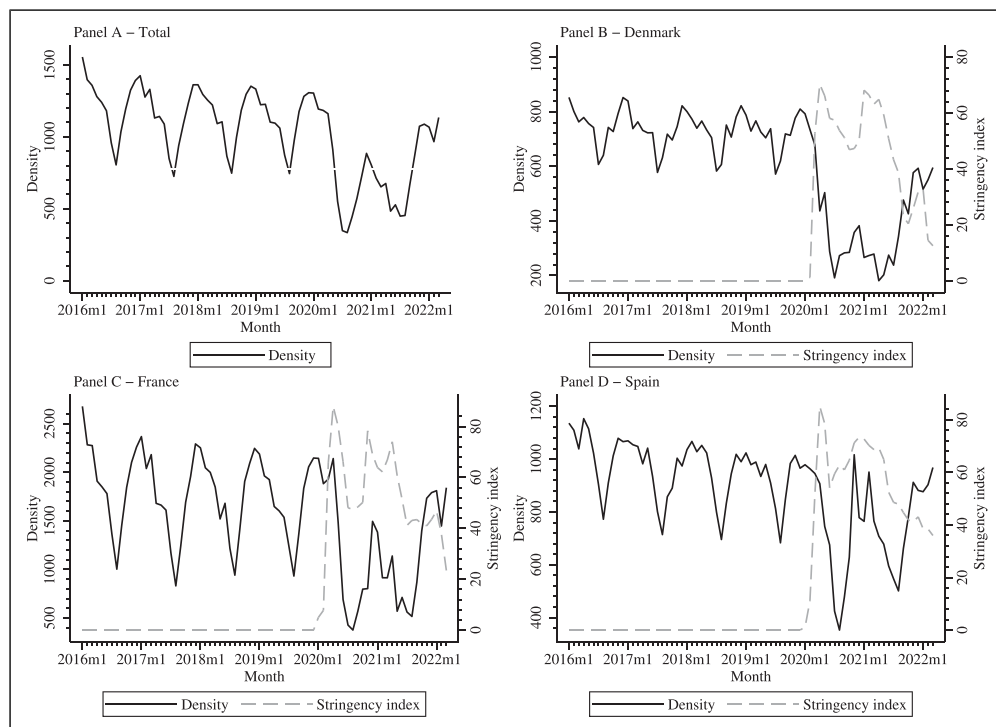 Panel A – Total
Density
1500
1000
500
0
2016m1 2017m1 2018m1 2019m1 2020m1 2021m1 2022m1
Month
Density
Panel B – Denmark
Density
1000
800
600
400
200
Stringency index
80
60
40
20
0
2016m1 2017m1 2018m1 2019m1 2020m1 2021m1 2022m1
Month
Density Stringency index
Panel C – France
Density
2500
2000
1500
1000
500
Stringency index
80
60
40
20
0
2016m1 2017m1 2018m1 2019m1 2020m1 2021m1 2022m1
Month
Density Stringency index
Panel D – Spain
Density
1200
1000
800
600
400
Stringency index
80
60
40
20
0
2016m1 2017m1 2018m1 2019m1 2020m1 2021m1 2022m1
Month
Density Stringency index